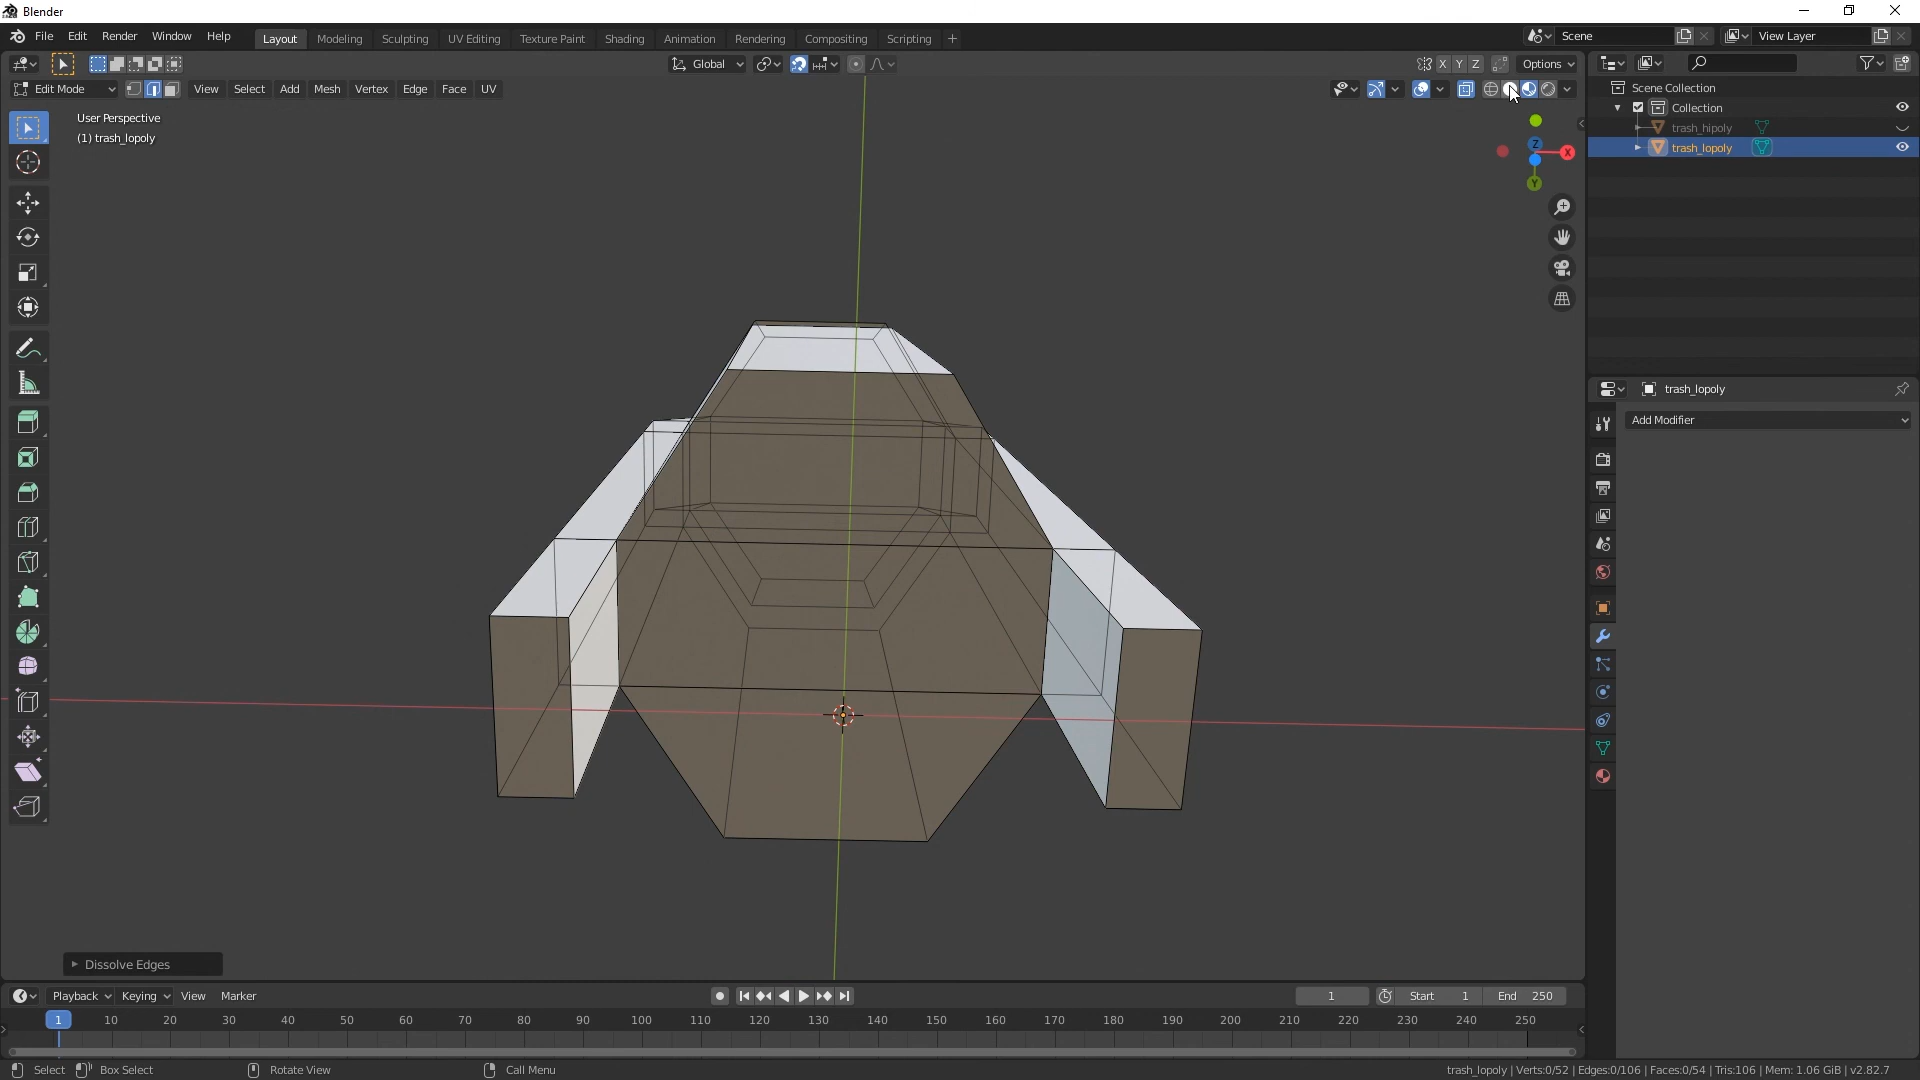 Blender
File Edit Render Window Help Layout Modeling Sculpting UV Editing Texture Paint Shading Animation Rendering Compositing Scripting + Scene View Layer
Global X Y Z Options
Edit Mode View Select Add Mesh Vertex Edge Face UV
User Perspective
(1) trash_lopoly
Z X
Y
Scene Collection
Collection
trash_hipoly
trash_lopoly
trash_lopoly
Add Modifier
Dissolve Edges
Playback Keying View Marker 1 Start 1 End 250
1 10 20 30 40 50 60 70 80 90 100 110 120 130 140 150 160 170 180 190 200 210 220 230 240 250
Select Box Select Rotate View Call Menu trash_lopoly | Verts:0/52 | Edges:0/106 | Faces:0/54 | Tris:106 | Mem: 1.06 GiB | v2.82.7